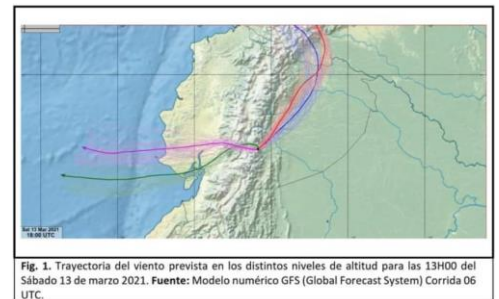 Sat 13 Mar 2021
18:00 UTC
Fig. 1. Trayectoria del viento prevista en los distintos niveles de altitud para las 13H00 del
Sábado 13 de marzo 2021. Fuente: Modelo numérico GFS (Global Forecast System) Corrida 06
UTC.